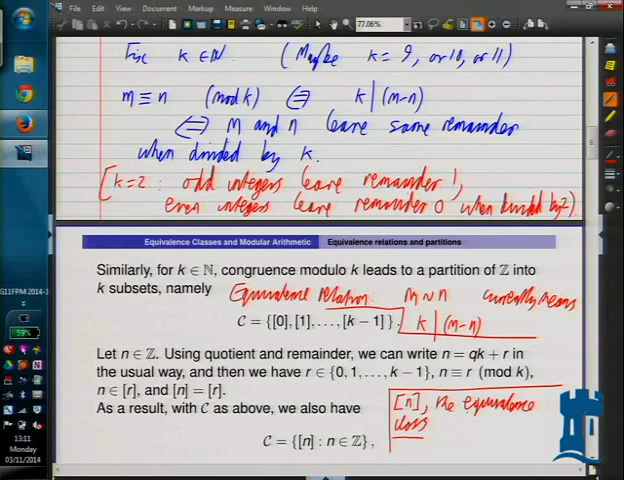 File Edit View Document Markup Measure Window Help
77.06%
Fix k ∈ ℕ. (Maybe k = 9, or 10, or 11)
m ≡ n (mod k) ⇔ k | (m-n)
⇔ m and n leave same remainder
when divided by k.
[k=2: odd integers leave remainder 1,
even integers leave remainder 0 when divided by 2].
Equivalence Classes and Modular Arithmetic Equivalence relations and partitions
Similarly, for k ∈ ℕ, congruence modulo k leads to a partition of ℤ into
k subsets, namely
Equivalence relation: m ~ n currently means
k | (m-n)
C = {[0], [1], . . . , [k − 1]} .
Let n ∈ ℤ. Using quotient and remainder, we can write n = qk + r in
the usual way, and then we have r ∈ {0, 1, . . . , k − 1}, n ≡ r (mod k),
n ∈ [r], and [n] = [r].
As a result, with C as above, we also have
[n], the equivalence
class
C = {[n] : n ∈ ℤ} ,
G11FPM 2014-1
59%
13:11
Monday
03/11/2014